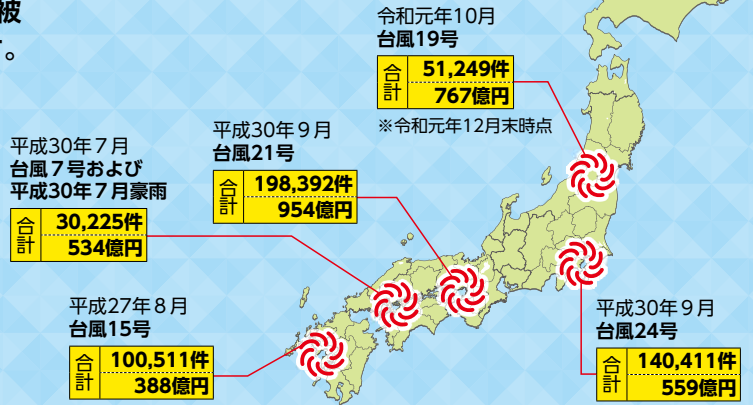 被
。
令和元年10月
台風19号
合計 51,249件
767億円
※令和元年12月末時点
平成30年9月
台風21号
合計 198,392件
954億円
平成30年7月
台風7号および
平成30年7月豪雨
合計 30,225件
534億円
平成27年8月
台風15号
合計 100,511件
388億円
平成30年9月
台風24号
合計 140,411件
559億円